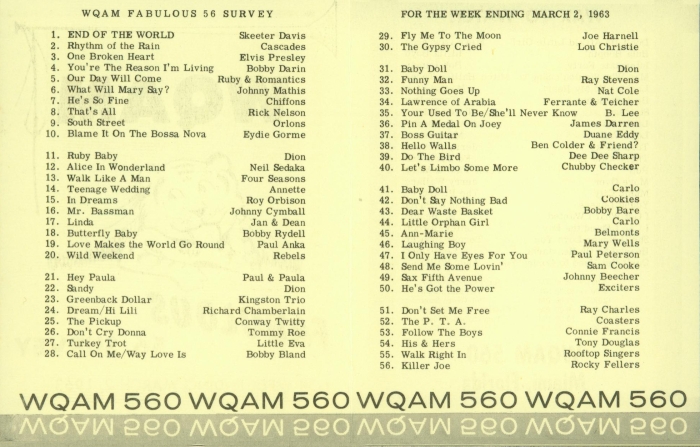 WQAM FABULOUS 56 SURVEY
1. END OF THE WORLD Skeeter Davis
2. Rhythm of the Rain Cascades
3. One Broken Heart Elvis Presley
4. You're The Reason I'm Living Bobby Darin
5. Our Day Will Come Ruby & Romantics
6. What Will Mary Say? Johnny Mathis
7. He's So Fine Chiffons
8. That's All Rick Nelson
9. South Street Orlons
10. Blame It On The Bossa Nova Eydie Gorme
11. Ruby Baby Dion
12. Alice in Wonderland Neil Sedaka
13. Walk Like A Man Four Seasons
14. Teenage Wedding Annette
15. In Dreams Roy Orbison
16. Mr. Bassman Johnny Cymball
17. Linda Jan & Dean
18. Butterfly Baby Bobby Rydell
19. Love Makes the World Go Round Paul Anka
20. Wild Weekend Rebels
21. Hey Paula Paul & Paula
22. Sandy Dion
23. Greenback Dollar Kingston Trio
24. Dream/Hi Lili Richard Chamberlain
25. The Pickup Conway Twitty
26. Don't Cry Donna Tommy Roe
27. Turkey Trot Little Eva
28. Call On Me/Way Love Is Bobby Bland
FOR THE WEEK ENDING MARCH 2, 1963
29. Fly Me To The Moon Joe Harnell
30. The Gypsy Cried Lou Christie
31. Baby Doll Dion
32. Funny Man Ray Stevens
33. Nothing Goes Up Nat Cole
34. Lawrence of Arabia Ferrante & Teicher
35. Your Used To Be/She'll Never Know B. Lee
36. Pin A Medal On Joey James Darren
37. Boss Guitar Duane Eddy
38. Hello Walls Ben Colder & Friend?
39. Do The Bird Dee Dee Sharp
40. Let's Limbo Some More Chubby Checker
41. Baby Doll Carlo
42. Don't Say Nothing Bad Cookies
43. Dear Waste Basket Bobby Bare
44. Little Orphan Girl Carlo
45. Ann-Marie Belmonts
46. Laughing Boy Mary Wells
47. I Only Have Eyes For You Paul Peterson
48. Send Me Some Lovin' Sam Cooke
49. Sax Fifth Avenue Johnny Beecher
50. He's Got the Power Exciters
51. Don't Set Me Free Ray Charles
52. The P. T. A. Coasters
53. Follow The Boys Connie Francis
54. His & Hers Tony Douglas
55. Walk Right In Rooftop Singers
56. Killer Joe Rocky Fellers
WQAM 560 WQAM 560 WQAM 560 WQAM 560
WQAM 560 WQAM 560 WQAM 560 WQAM 560